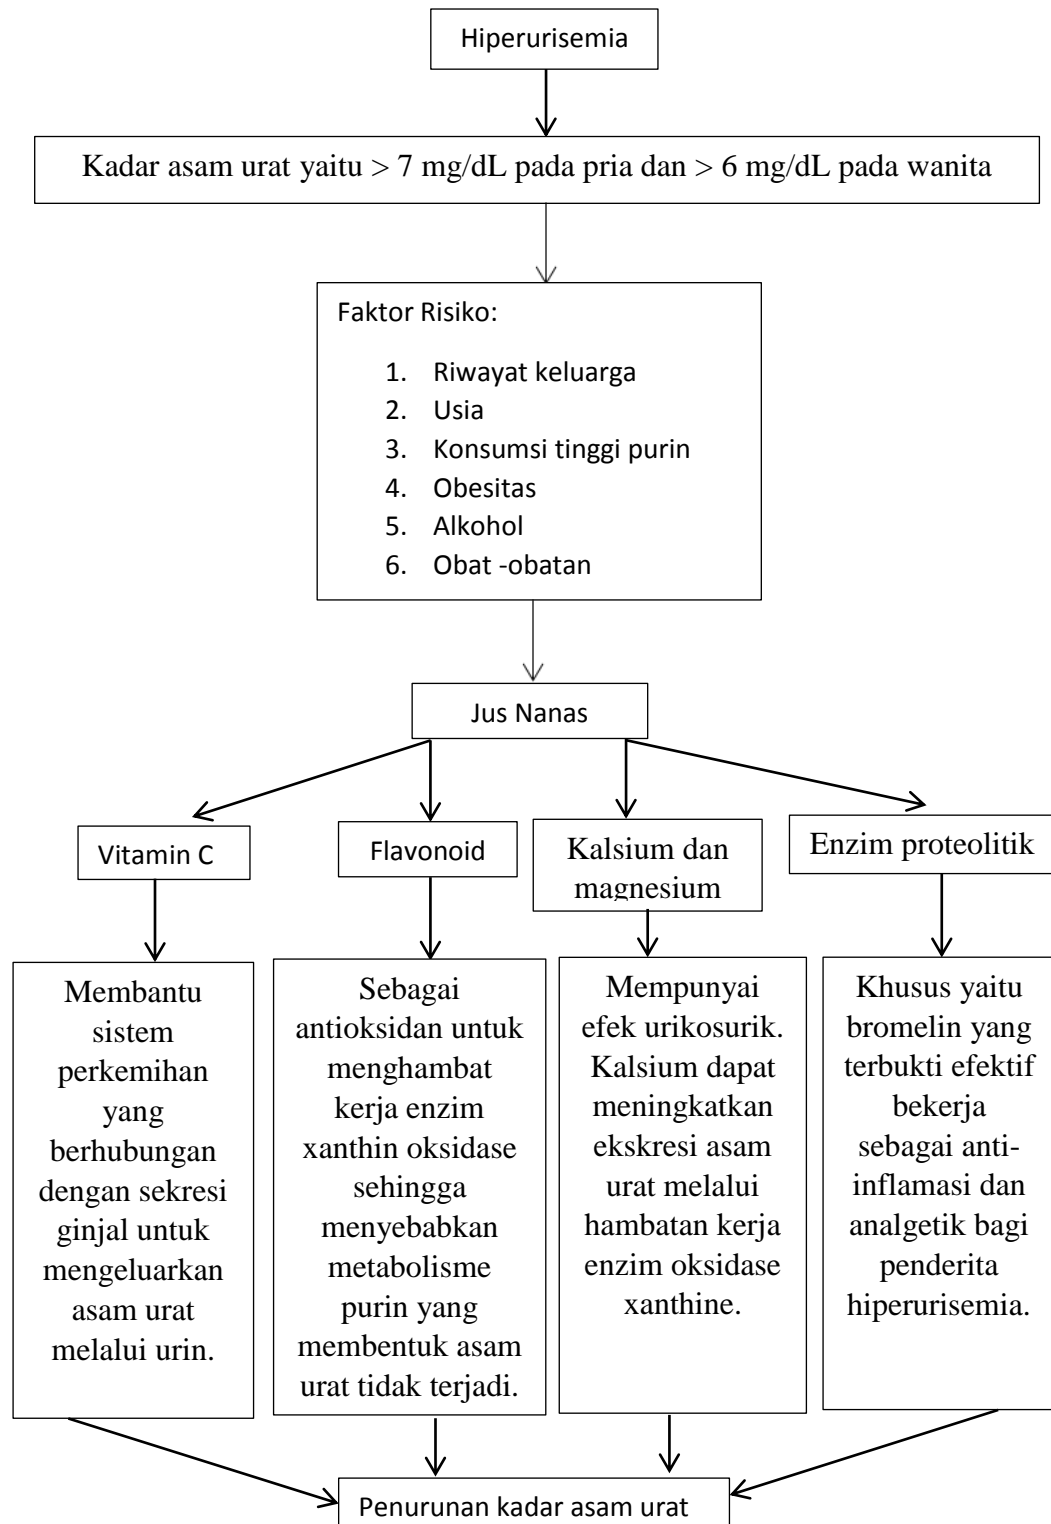 Hiperurisemia
Kadar asam urat yaitu > 7 mg/dL pada pria dan > 6 mg/dL pada wanita
Faktor Risiko:
1. Riwayat keluarga
2. Usia
3. Konsumsi tinggi purin
4. Obesitas
5. Alkohol
6. Obat -obatan
Jus Nanas
Vitamin C
Flavonoid
Kalsium dan
magnesium
Enzim proteolitik
Membantu
sistem
perkemihan
yang
berhubungan
dengan sekresi
ginjal untuk
mengeluarkan
asam urat
melalui urin.
Sebagai
antioksidan untuk
menghambat
kerja enzim
xanthin oksidase
sehingga
menyebabkan
metabolisme
purin yang
membentuk asam
urat tidak terjadi.
Mempunyai
efek urikosurik.
Kalsium dapat
meningkatkan
ekskresi asam
urat melalui
hambatan kerja
enzim oksidase
xanthine.
Khusus yaitu
bromelin yang
terbukti efektif
bekerja
sebagai anti-
inflamasi dan
analgetik bagi
penderita
hiperurisemia.
Penurunan kadar asam urat